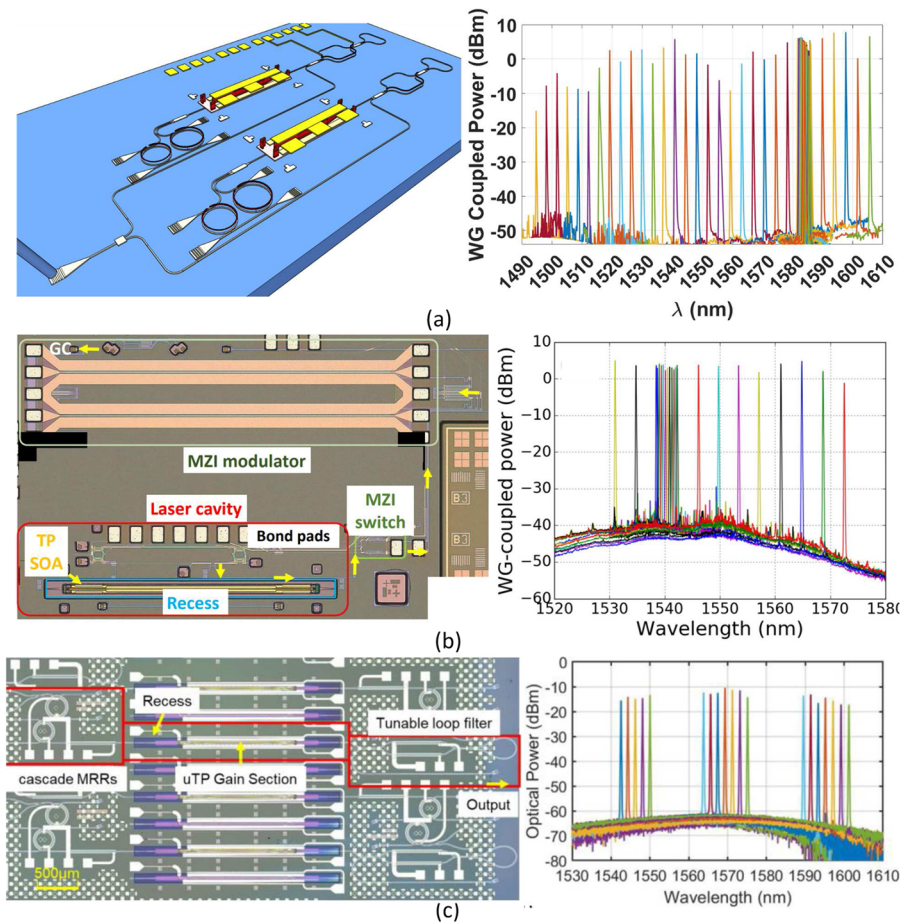 WG Coupled Power (dBm)
10
0
-10
-20
-30
-40
-50
1490
1500
1510
1520
1530
1540
1550
1560
1570
1580
1590
1600
1610
λ (nm)
(a)
GC
MZI modulator
Laser cavity
MZI
switch
TP
SOA
Bond pads
Recess
WG-coupled power (dBm)
10
0
−10
−20
−30
−40
−50
−60
1520
1530
1540
1550
1560
1570
1580
Wavelength (nm)
(b)
Recess
Tunable loop filter
cascade MRRs
uTP Gain Section
Output
500μm
Optical Power (dBm)
0
-10
-20
-30
-40
-50
-60
-70
-80
1530
1540
1550
1560
1570
1580
1590
1600
1610
Wavelength (nm)
(c)